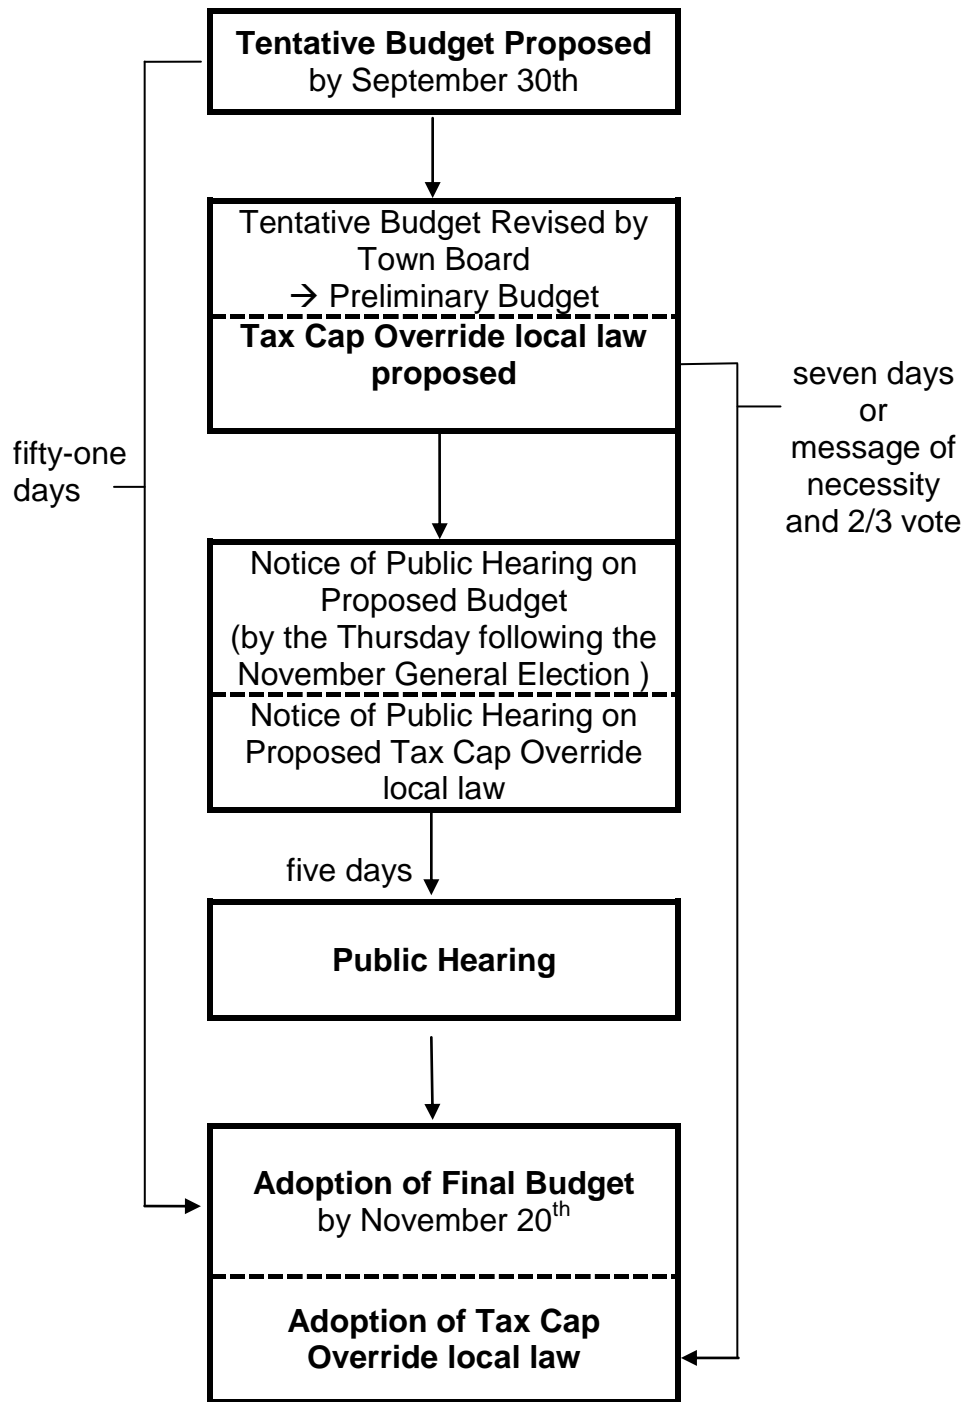 Tentative Budget Proposed
by September 30th
Tentative Budget Revised by
Town Board
→ Preliminary Budget
Tax Cap Override local law
proposed
seven days
or
message of
necessity
and 2/3 vote
fifty-one
days
Notice of Public Hearing on
Proposed Budget
(by the Thursday following the
November General Election )
Notice of Public Hearing on
Proposed Tax Cap Override
local law
five days
Public Hearing
Adoption of Final Budget
by November 20th
Adoption of Tax Cap
Override local law